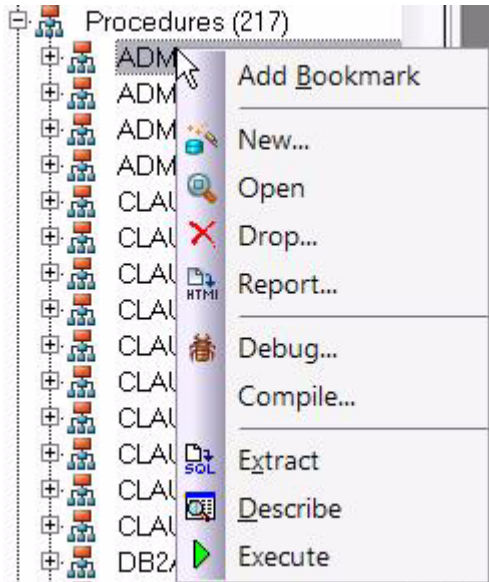 Procedures (217)
ADM
Add Bookmark
ADM
ADM
New...
ADM
Open
CLAU
CLAU
Drop...
CLAU
HTMl
Report...
CLAU
CLAU
Debug...
CLAU
Compile...
CLAU
CLAU
SQL
Extract
CLAU
Describe
CLAU
DB2A
Execute